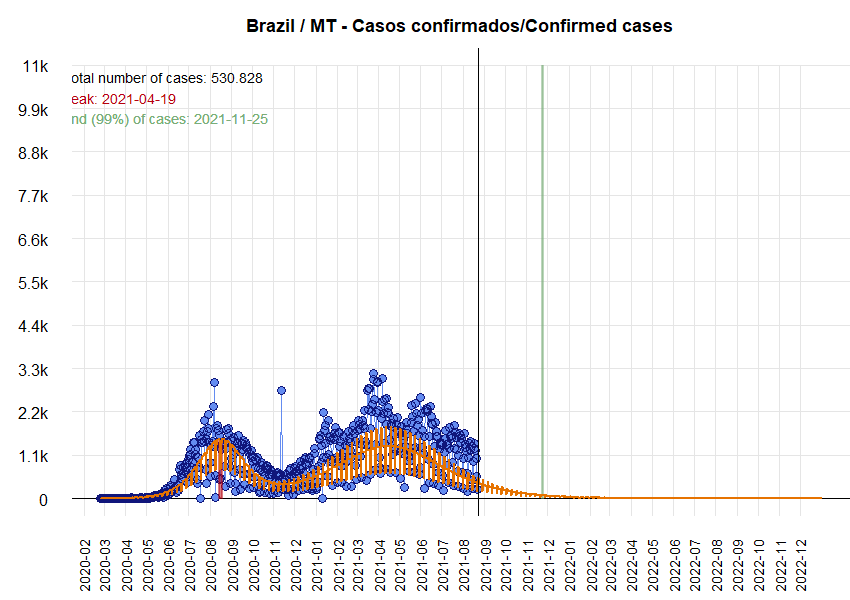 Brazil / MT - Casos confirmados/Confirmed cases
11k
9.9k
8.8k
7.7k
6.6k
5.5k
4.4k
3.3k
2.2k
1.1k
0
otal number of cases: 530.828
eak: 2021-04-19
nd (99%) of cases: 2021-11-25
2020-02
2020-03
2020-04
2020-05
2020-06
2020-07
2020-08
2020-09
2020-10
2020-11
2020-12
2021-01
2021-02
2021-03
2021-04
2021-05
2021-06
2021-07
2021-08
2021-09
2021-10
2021-11
2021-12
2022-01
2022-02
2022-03
2022-04
2022-05
2022-06
2022-07
2022-08
2022-09
2022-10
2022-11
2022-12